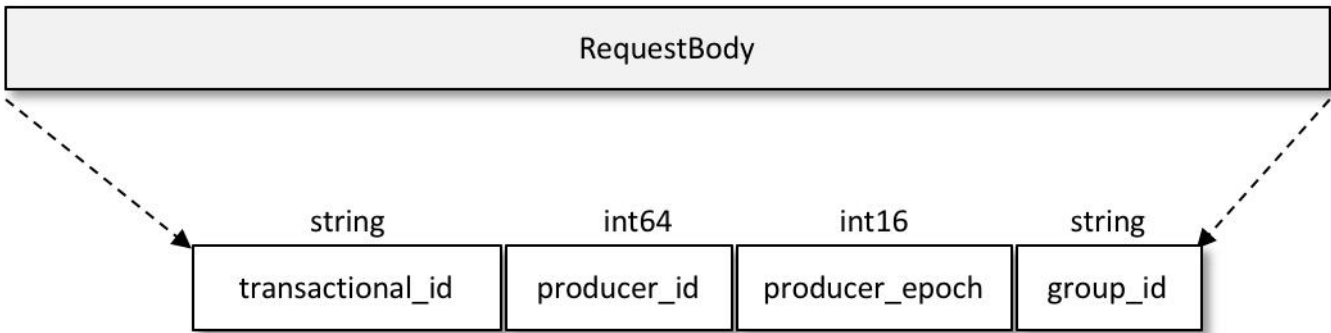 RequestBody
string int64 int16 string
transactional_id producer_id producer_epoch group_id